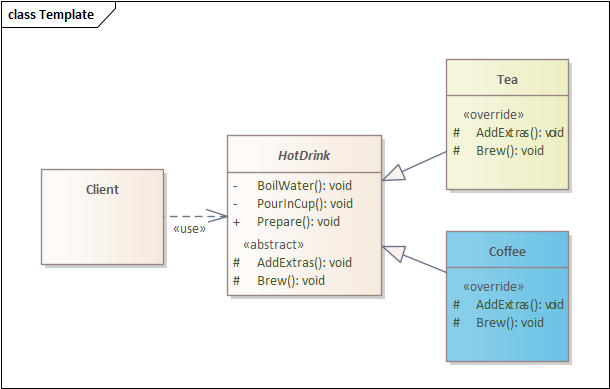 class Template
Tea
«override»
# AddExtras(): void
# Brew(): void
HotDrink
- BoilWater(): void
- PourInCup(): void
+ Prepare(): void
«abstract»
# AddExtras(): void
# Brew(): void
Client
«use»
Coffee
«override»
# AddExtras(): void
# Brew(): void